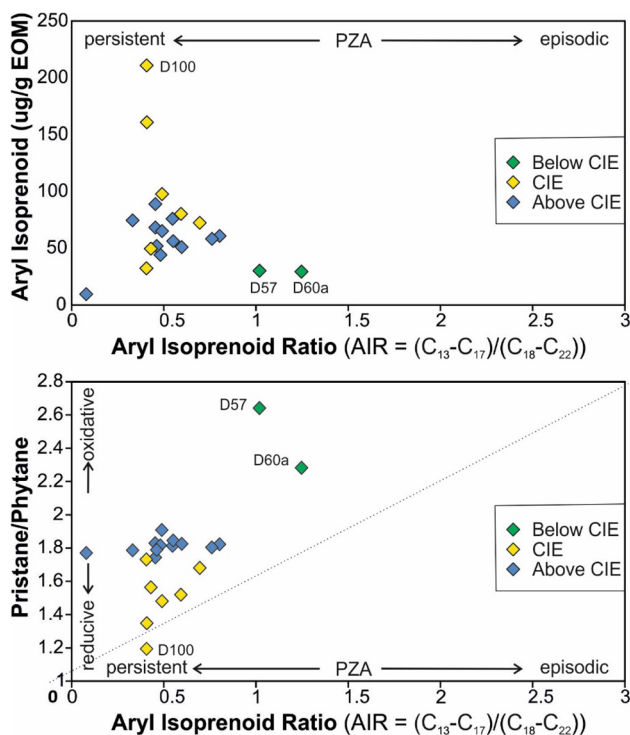 250
200
150
100
50
0
Aryl Isoprenoid (ug/g EOM)
persistent PZA episodic
D100
Below CIE
CIE
Above CIE
D57 D60a
0 0.5 1 1.5 2 2.5 3
Aryl Isoprenoid Ratio (AIR = (C₁₃-C₁₇)/(C₁₈-C₂₂))
2.8
2.6
2.4
2.2
2
1.8
1.6
1.4
1.2
1
Pristane/Phytane
oxidative
reducive
D57
D60a
Below CIE
CIE
Above CIE
D100
persistent PZA episodic
0 0.5 1 1.5 2 2.5 3
Aryl Isoprenoid Ratio (AIR = (C₁₃-C₁₇)/(C₁₈-C₂₂))